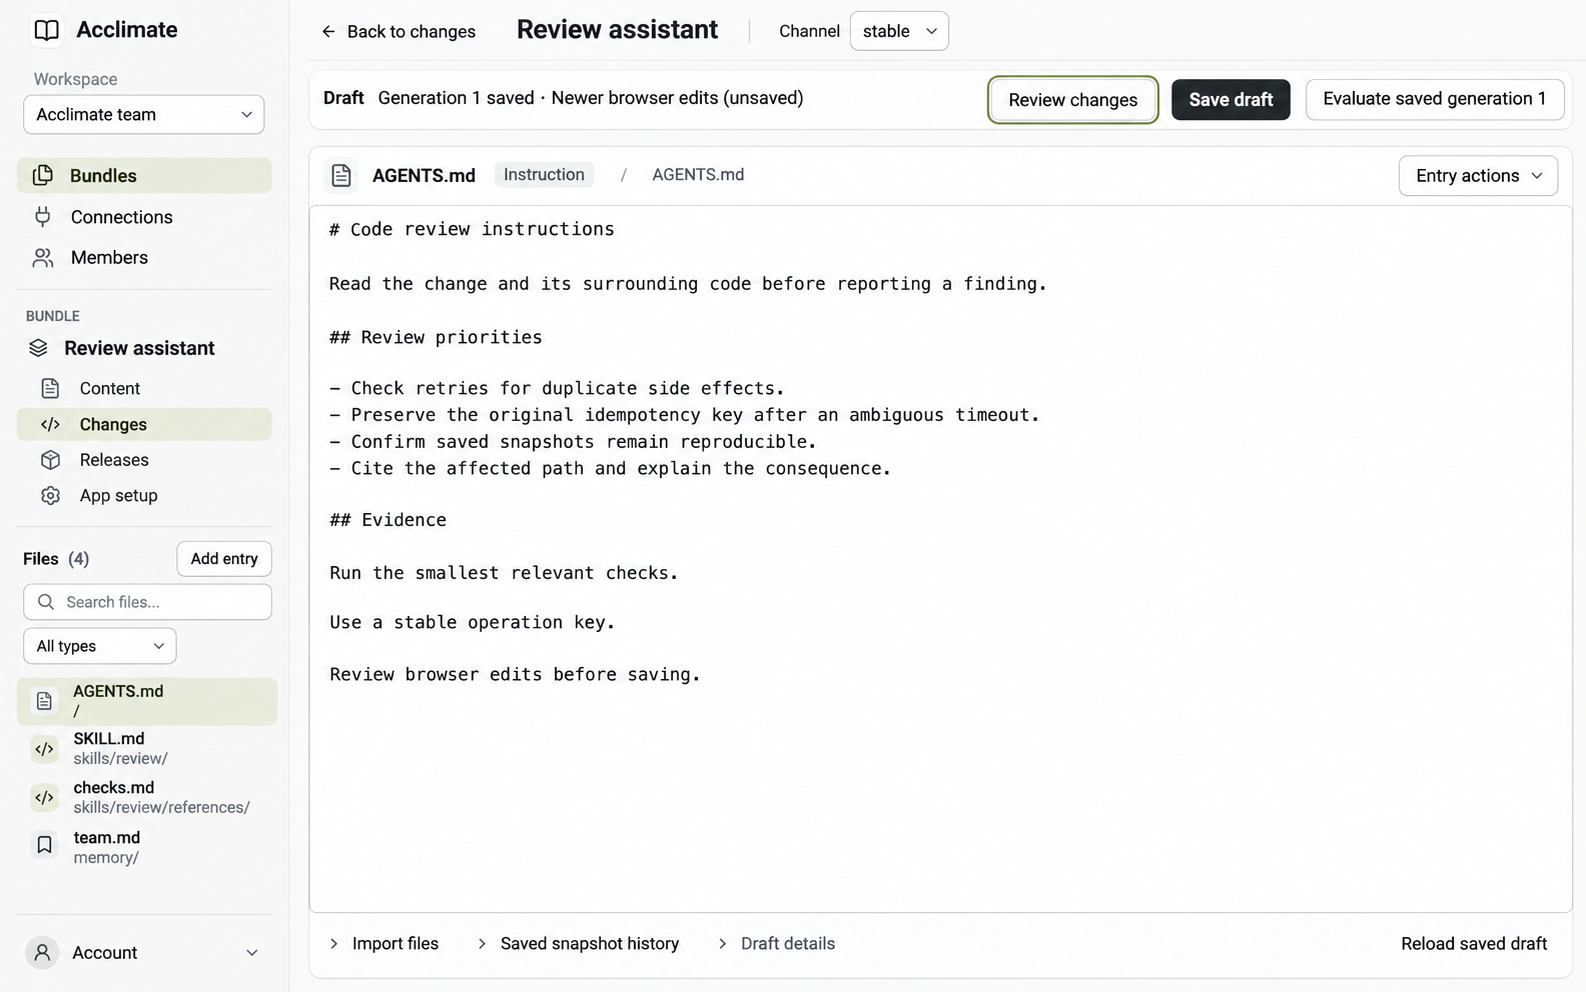 Acclimate
Workspace
Acclimate team
Bundles
Connections
Members
BUNDLE
Review assistant
Content
Changes
Releases
App setup
Files (4)
Add entry
Search files...
All types
AGENTS.md
/
SKILL.md
skills/review/
checks.md
skills/review/references/
team.md
memory/
Account
← Back to changes
Review assistant
Channel
stable
Draft Generation 1 saved · Newer browser edits (unsaved)
Review changes
Save draft
Evaluate saved generation 1
AGENTS.md
Instruction
/ AGENTS.md
Entry actions
# Code review instructions
Read the change and its surrounding code before reporting a finding.
## Review priorities
- Check retries for duplicate side effects.
- Preserve the original idempotency key after an ambiguous timeout.
- Confirm saved snapshots remain reproducible.
- Cite the affected path and explain the consequence.
## Evidence
Run the smallest relevant checks.
Use a stable operation key.
Review browser edits before saving.
Import files
Saved snapshot history
Draft details
Reload saved draft